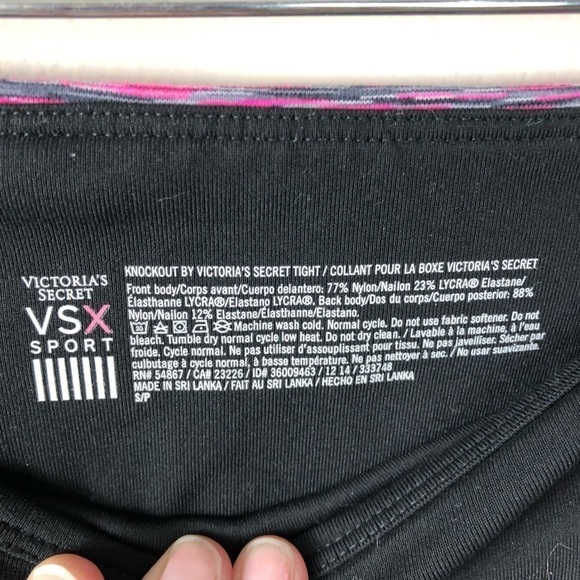 VICTORIA'S
SECRET
VSX
SPORT
KNOCKOUT BY VICTORIA'S SECRET TIGHT / COLLANT POUR LA BOXE VICTORIA'S SECRET
Front body/Corps avant/Cuerpo delantero: 77% Nylon/Nailon 23% LYCRA® Elastane/
Élasthanne LYCRA®/Elastano LYCRA®. Back body/Dos du corps/Cuerpo posterior: 88%
Nylon/Nailon 12% Elastane/Élasthanne/Elastano.
Machine wash cold. Normal cycle. Do not use fabric softener. Do not
bleach. Tumble dry normal cycle low heat. Do not dry clean. / Lavable à la machine, à l'eau
froide. Cycle normal. Ne pas utiliser d'assouplissant pour tissu. Ne pas javelliser. Sécher par
culbutage à cycle normal, à basse température. Ne pas nettoyer à sec. / No usar suavizante.
RN# 54867 / CA# 23226 / ID# 36009463 / 12 14 / 333748
MADE IN SRI LANKA / FAIT AU SRI LANKA / HECHO EN SRI LANKA
S/P